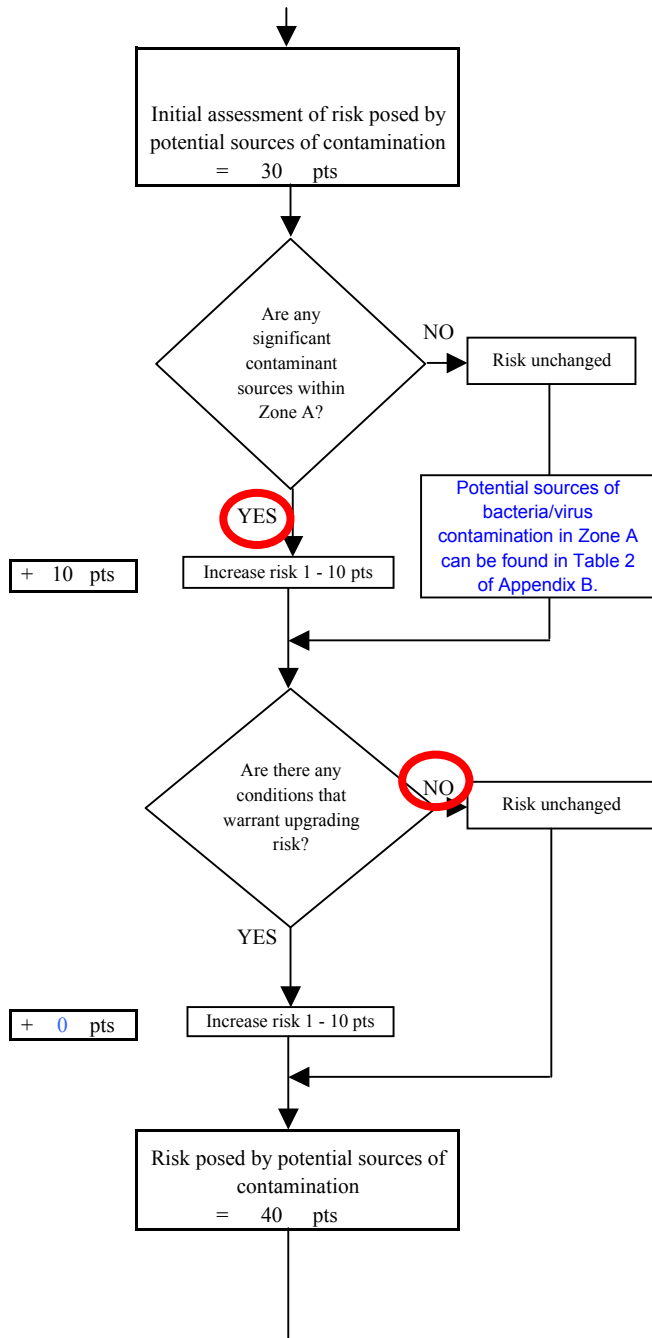 Initial assessment of risk posed by
potential sources of contamination
= 30 pts
Are any
significant
contaminant
sources within
Zone A?
NO
Risk unchanged
YES
Potential sources of
bacteria/virus
contamination in Zone A
can be found in Table 2
of Appendix B.
+ 10 pts
Increase risk 1 - 10 pts
Are there any
conditions that
warrant upgrading
risk?
NO
Risk unchanged
YES
+ 0 pts
Increase risk 1 - 10 pts
Risk posed by potential sources of
contamination
= 40 pts